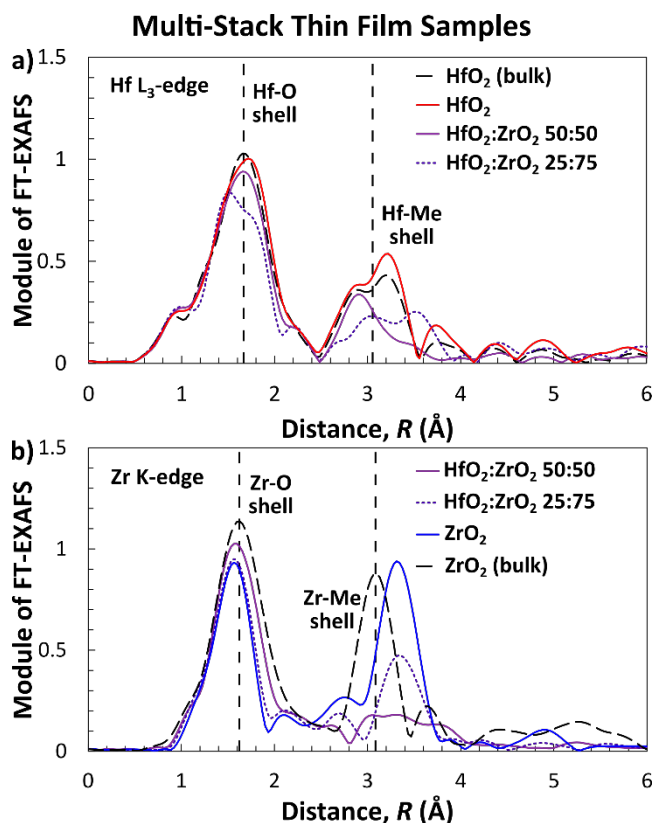 Multi-Stack Thin Film Samples
a)
Hf L₃-edge
Hf-O
shell
Hf-Me
shell
HfO₂ (bulk)
HfO₂
HfO₂:ZrO₂ 50:50
HfO₂:ZrO₂ 25:75
Module of FT-EXAFS
1.5
1
0.5
0
0 1 2 3 4 5 6
Distance, R (Å)
b)
Zr K-edge
Zr-O
shell
Zr-Me
shell
HfO₂:ZrO₂ 50:50
HfO₂:ZrO₂ 25:75
ZrO₂
ZrO₂ (bulk)
Module of FT-EXAFS
1.5
1
0.5
0
0 1 2 3 4 5 6
Distance, R (Å)